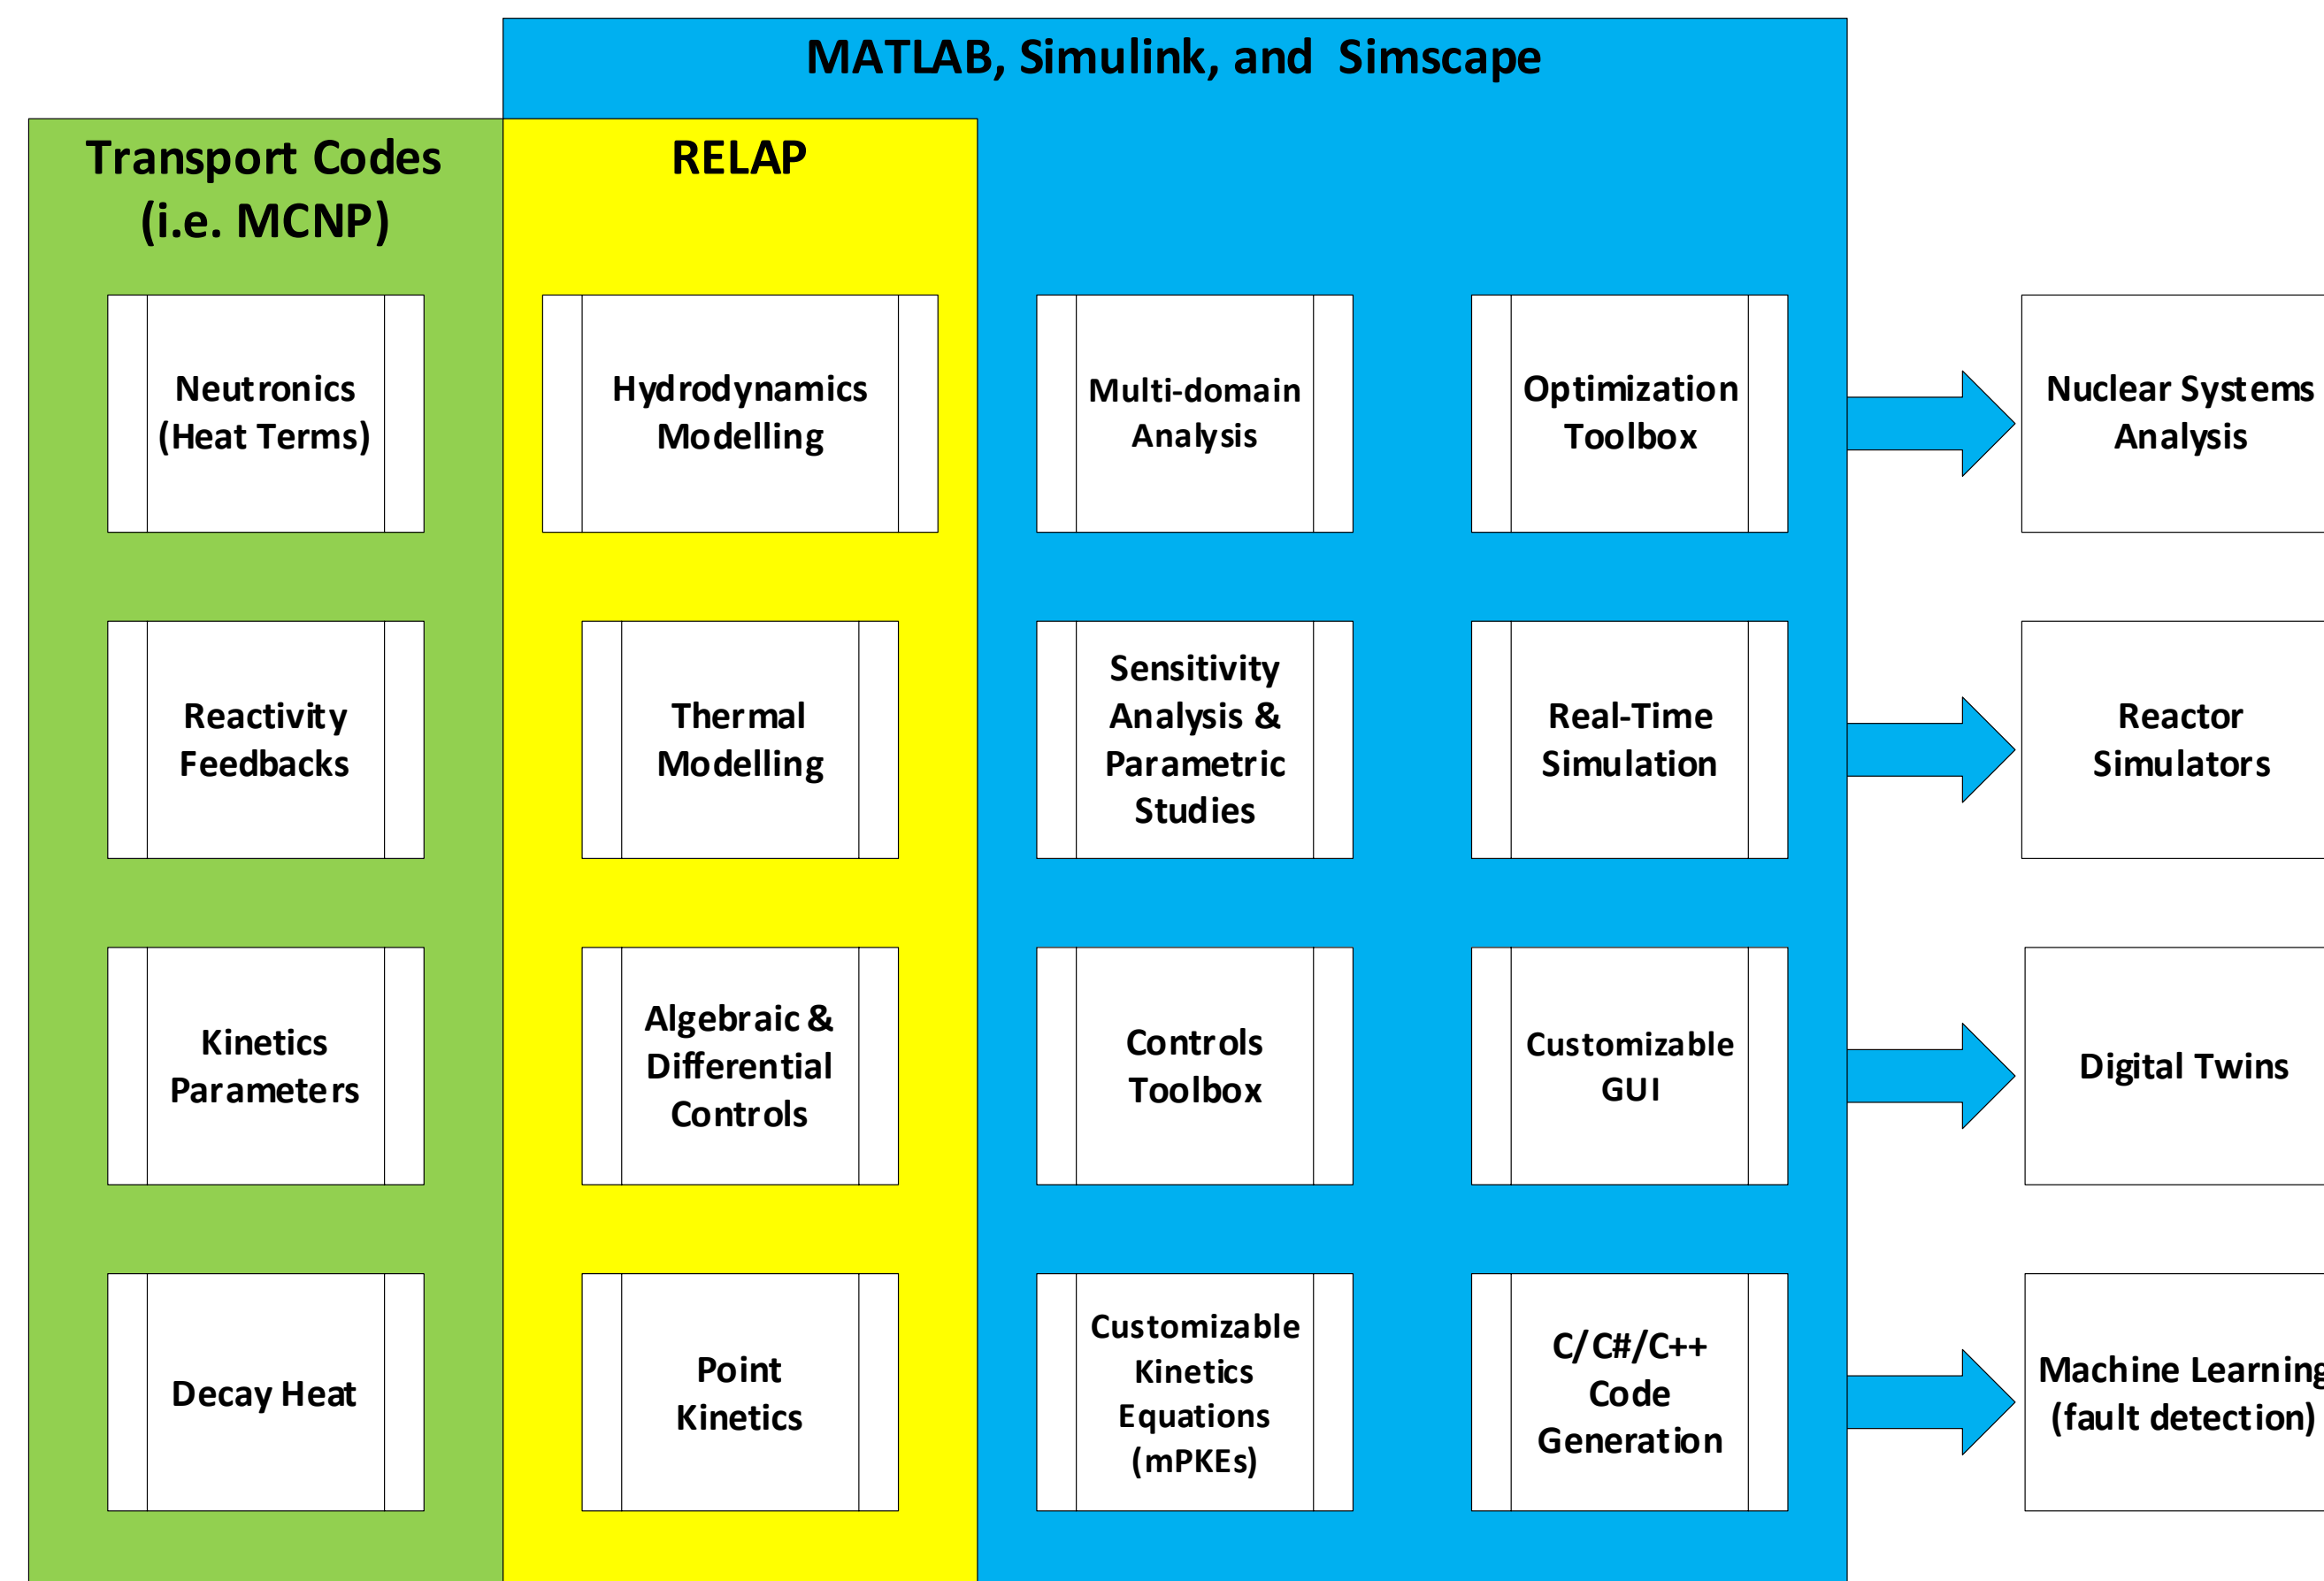 MATLAB, Simulink, and Simscape
Transport Codes
(i.e. MCNP)
RELAP
Neutronics
(Heat Terms)
Hydrodynamics
Modelling
Multi-domain
Analysis
Optimization
Toolbox
Nuclear Systems
Analysis
Reactivity
Feedbacks
Thermal
Modelling
Sensitivity
Analysis &
Parametric
Studies
Real-Time
Simulation
Reactor
Simulators
Kinetics
Parameters
Algebraic &
Differential
Controls
Controls
Toolbox
Customizable
GUI
Digital Twins
Decay Heat
Point
Kinetics
Customizable
Kinetics
Equations
(mPKEs)
C/C#/C++
Code
Generation
Machine Learning
(fault detection)